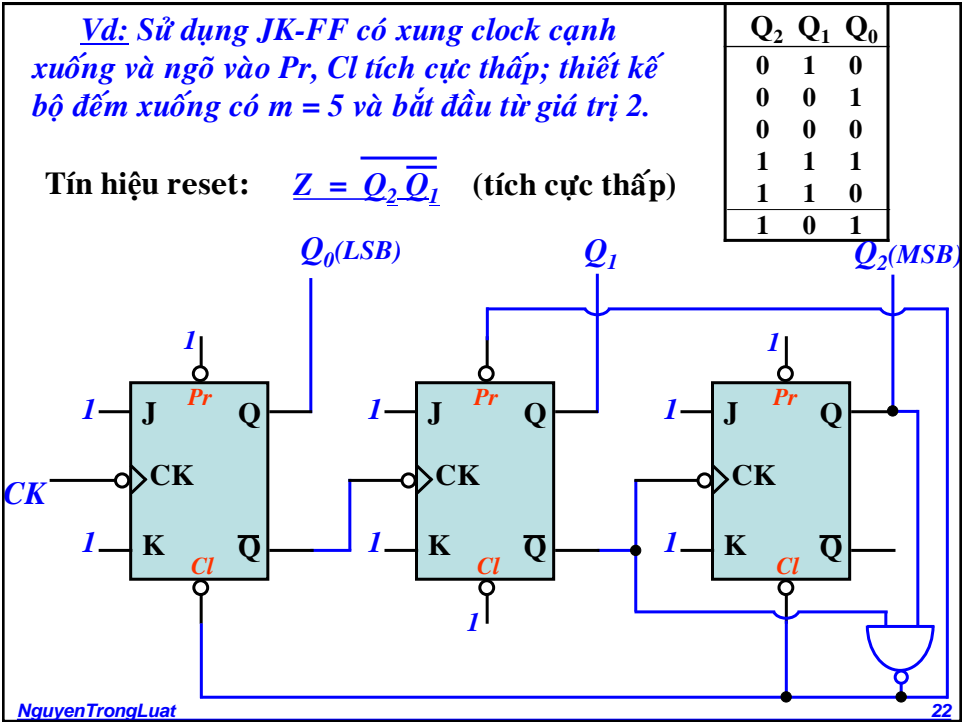 Vd: Sử dụng JK-FF có xung clock cạnh
xuống và ngõ vào Pr, Cl tích cực thấp; thiết kế
bộ đếm xuống có m = 5 và bắt đầu từ giá trị 2.
Q₂ Q₁ Q₀
0 1 0
0 0 1
0 0 0
1 1 1
1 1 0
1 0 1
Tín hiệu reset: Z = \overline{Q₂ \overline{Q₁}} (tích cực thấp)
Q₀(LSB) Q₁ Q₂(MSB)
1 1
Pr Pr Pr
1 J Q 1 J Q 1 J Q
CK CK CK CK
1 K Q̅ 1 K Q̅ 1 K Q̅
Cl Cl Cl
1
NguyenTrongLuat 22